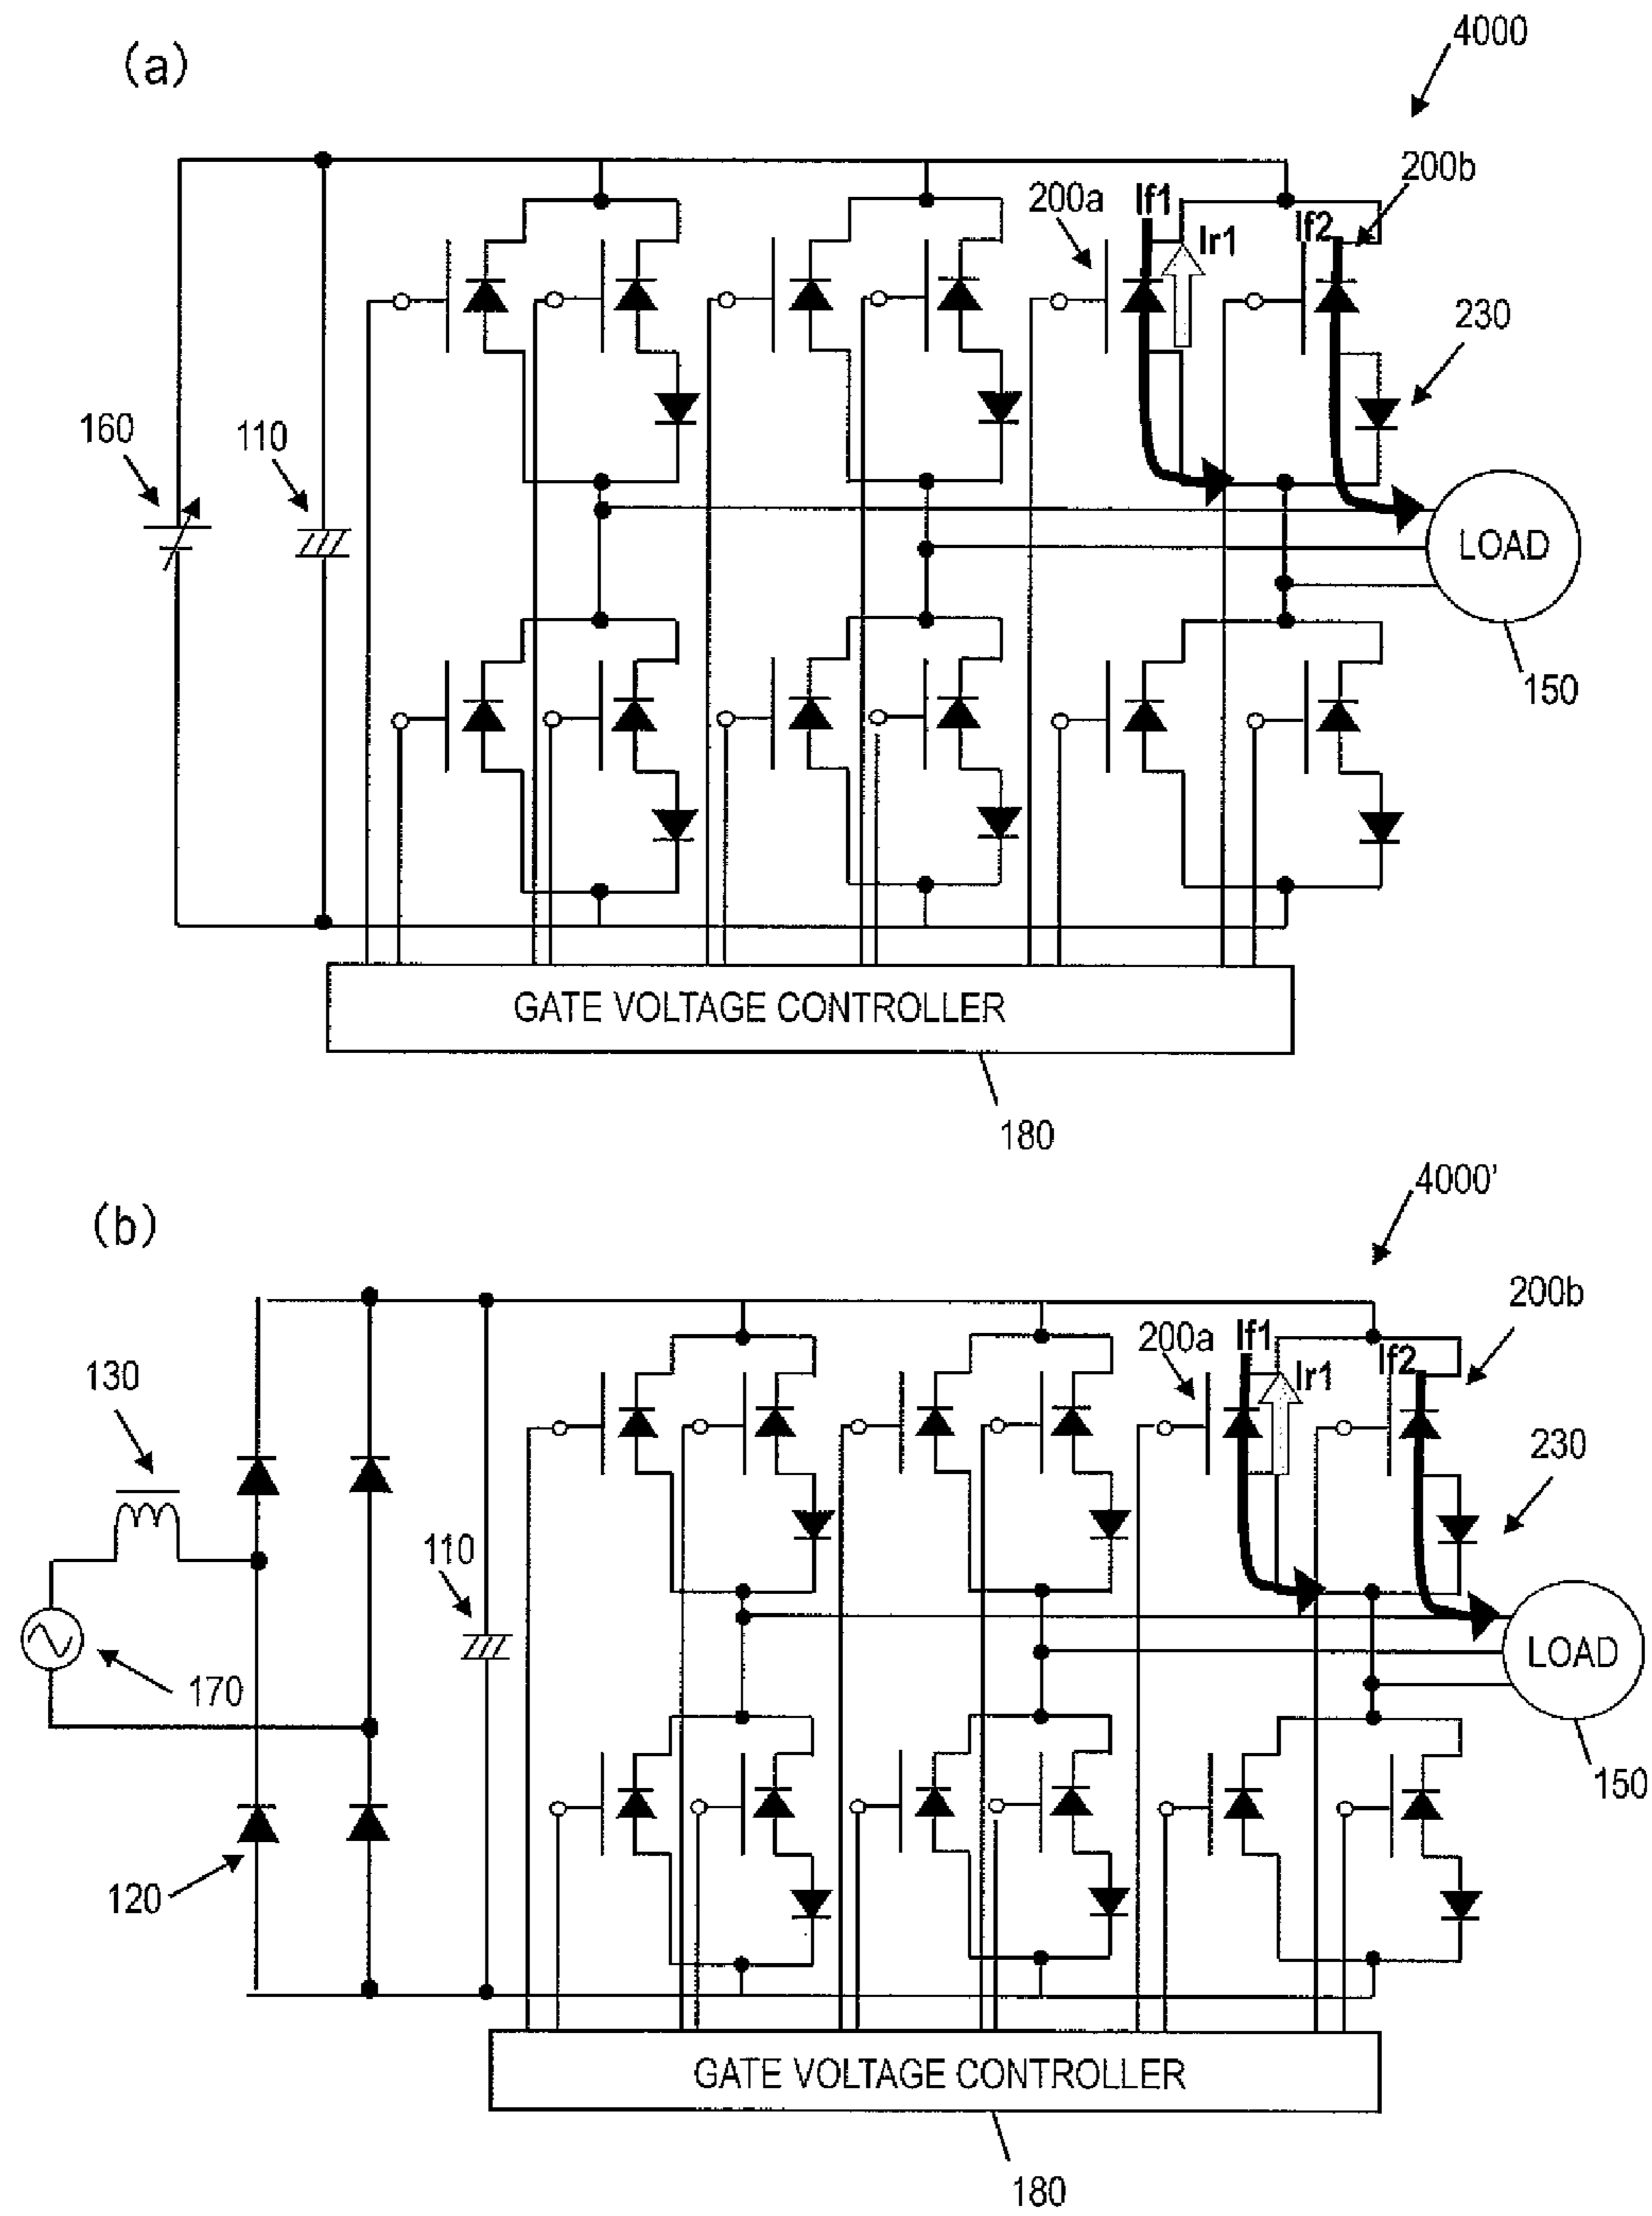 (a)
4000
200b
200a
If1
Ir1
If2
230
160
110
LOAD
150
GATE VOLTAGE CONTROLLER
180
(b)
4000'
200b
200a
If1
If2
Ir1
130
230
110
170
LOAD
150
120
GATE VOLTAGE CONTROLLER
180